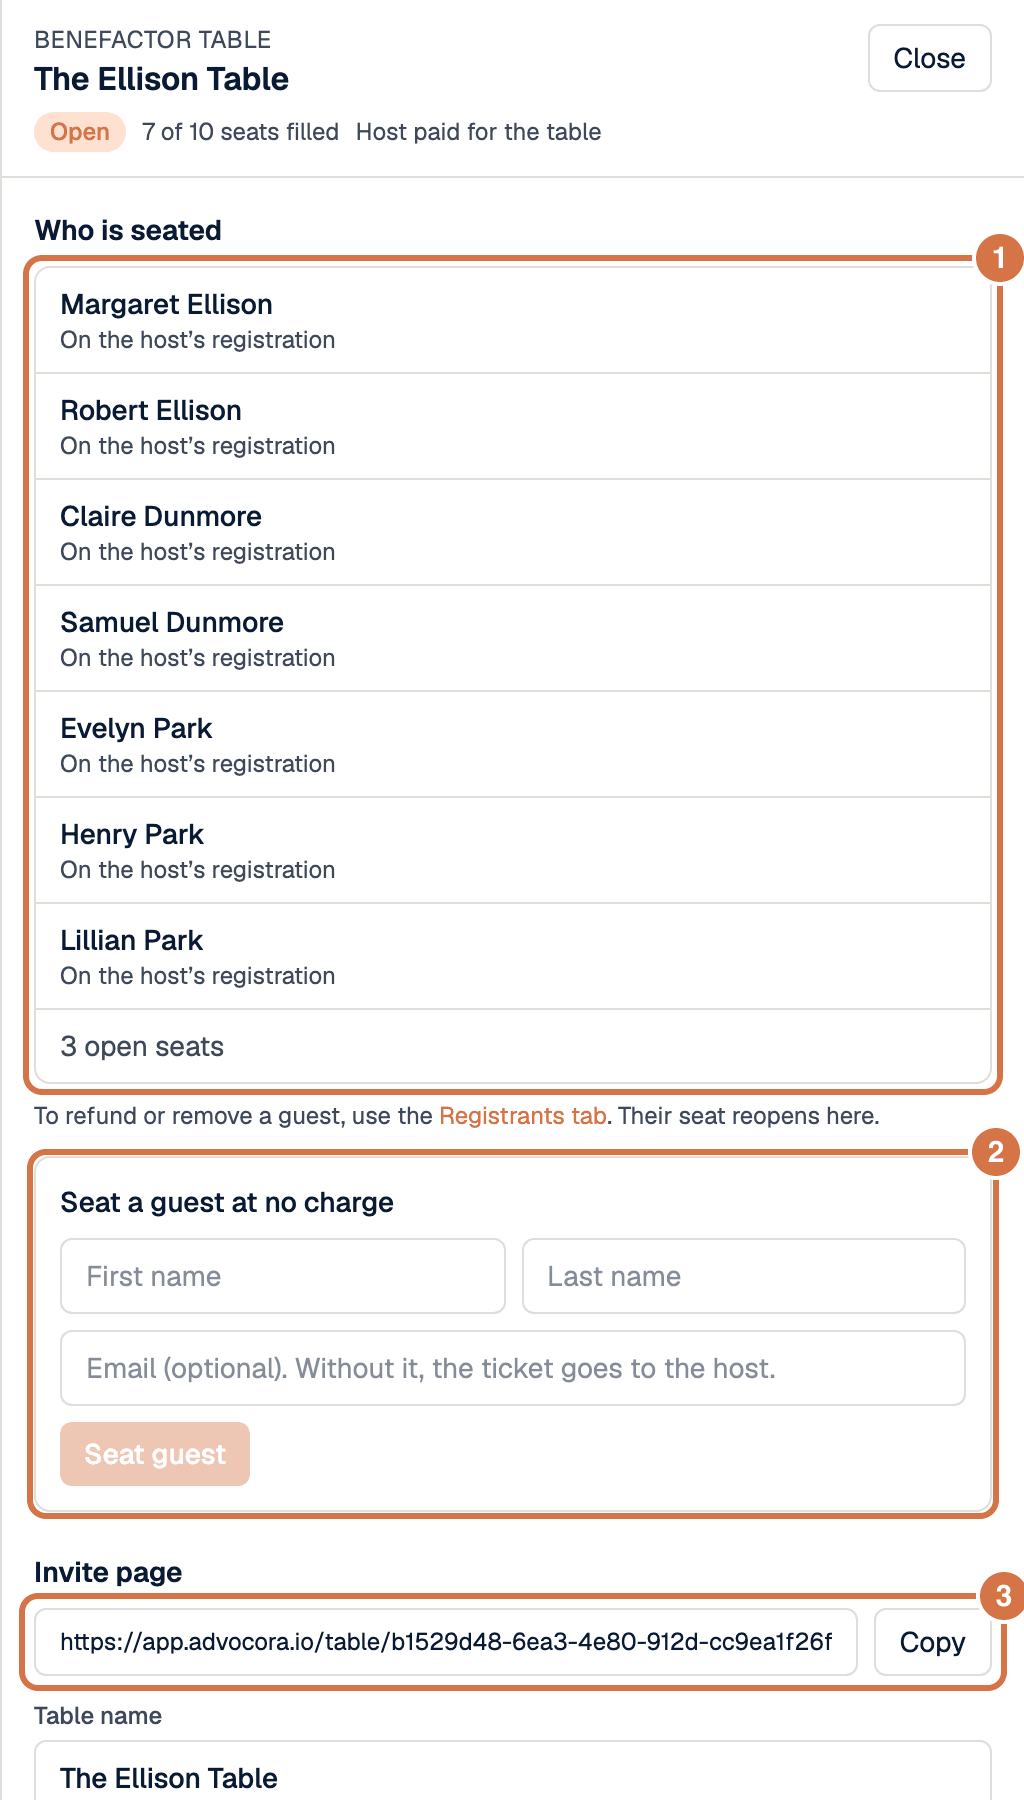 BENEFACTOR TABLE
The Ellison Table
Close
Open 7 of 10 seats filled Host paid for the table
Who is seated
1
Margaret Ellison
On the host’s registration
Robert Ellison
On the host’s registration
Claire Dunmore
On the host’s registration
Samuel Dunmore
On the host’s registration
Evelyn Park
On the host’s registration
Henry Park
On the host’s registration
Lillian Park
On the host’s registration
3 open seats
To refund or remove a guest, use the Registrants tab. Their seat reopens here.
2
Seat a guest at no charge
First name Last name
Email (optional). Without it, the ticket goes to the host.
Seat guest
Invite page
3
https://app.advocora.io/table/b1529d48-6ea3-4e80-912d-cc9ea1f26f Copy
Table name
The Ellison Table